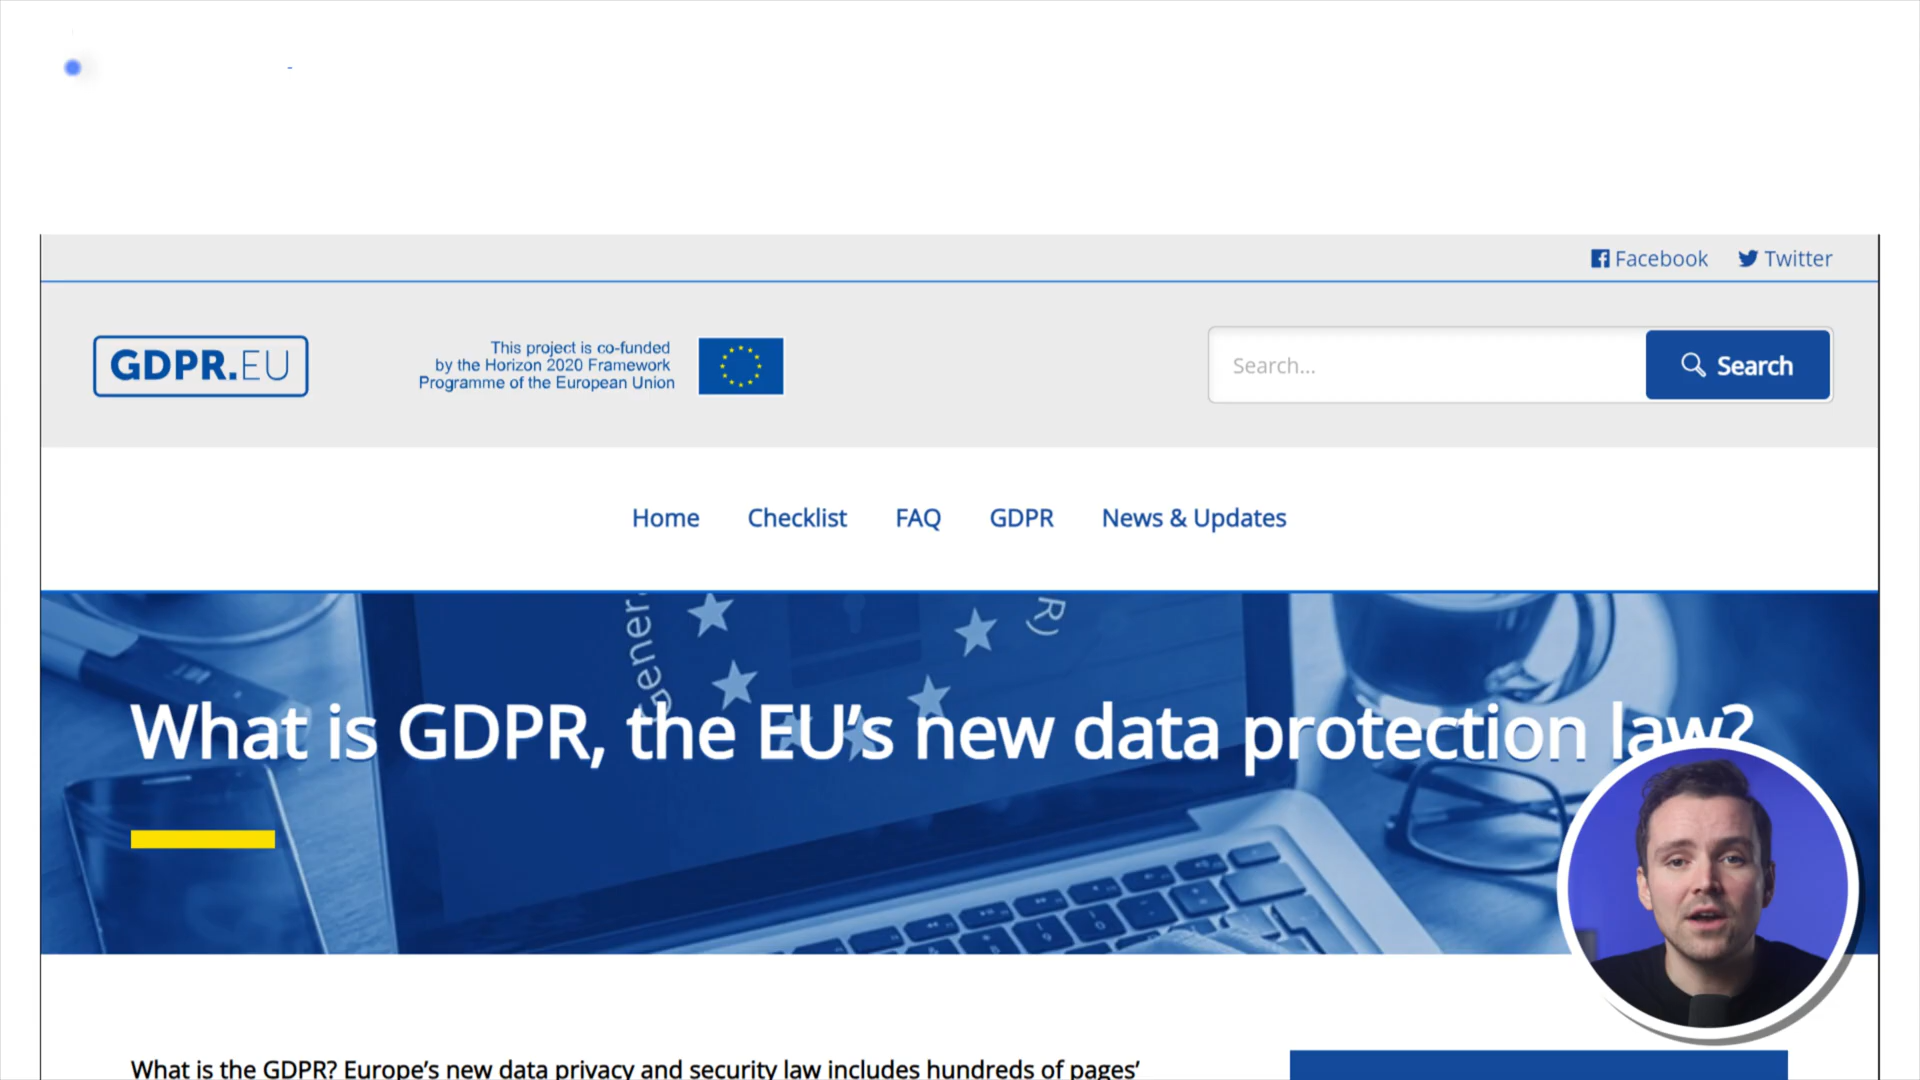 Facebook
Twitter
GDPR.EU
This project is co-funded
by the Horizon 2020 Framework
Programme of the European Union
Search...
Search
Home
Checklist
FAQ
GDPR
News & Updates
Gener
R)
What is GDPR, the EU’s new data protection law?
What is the GDPR? Europe’s new data privacy and security law includes hundreds of pages’